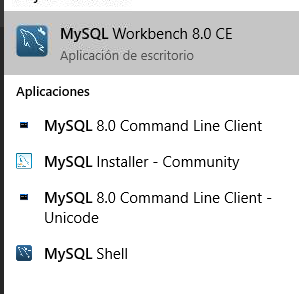 MySQL Workbench 8.0 CE
Aplicación de escritorio
Aplicaciones
MySQL 8.0 Command Line Client
MySQL Installer - Community
MySQL 8.0 Command Line Client -
Unicode
MySQL Shell